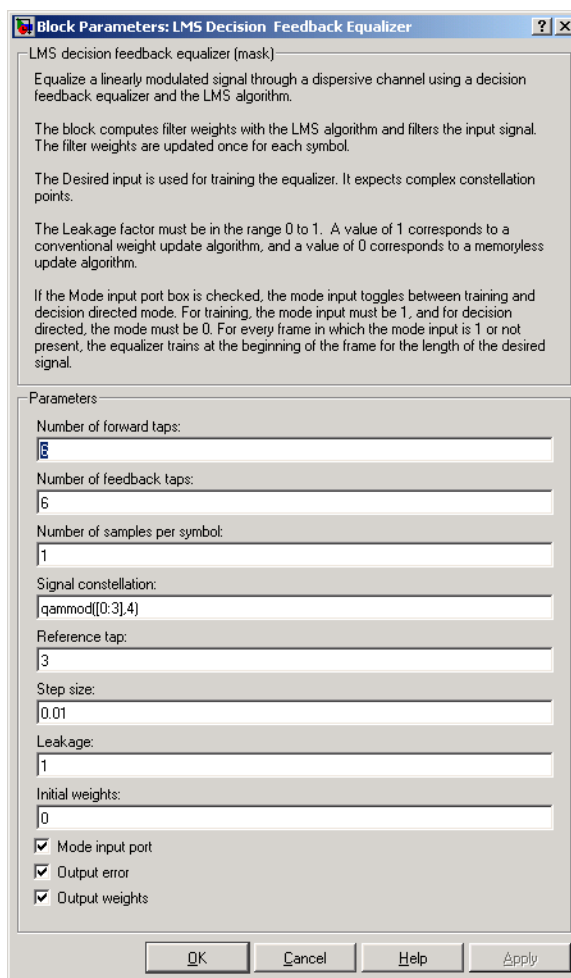 Block Parameters: LMS Decision Feedback Equalizer
LMS decision feedback equalizer (mask)
Equalize a linearly modulated signal through a dispersive channel using a decision
feedback equalizer and the LMS algorithm.
The block computes filter weights with the LMS algorithm and filters the input signal.
The filter weights are updated once for each symbol.
The Desired input is used for training the equalizer. It expects complex constellation
points.
The Leakage factor must be in the range 0 to 1. A value of 1 corresponds to a
conventional weight update algorithm, and a value of 0 corresponds to a memoryless
update algorithm.
If the Mode input port box is checked, the mode input toggles between training and
decision directed mode. For training, the mode input must be 1, and for decision
directed, the mode must be 0. For every frame in which the mode input is 1 or not
present, the equalizer trains at the beginning of the frame for the length of the desired
signal.
Parameters
Number of forward taps:
6
Number of feedback taps:
6
Number of samples per symbol:
1
Signal constellation:
qammod([0:3],4)
Reference tap:
3
Step size:
0.01
Leakage:
1
Initial weights:
0
Mode input port
Output error
Output weights
OK Cancel Help Apply